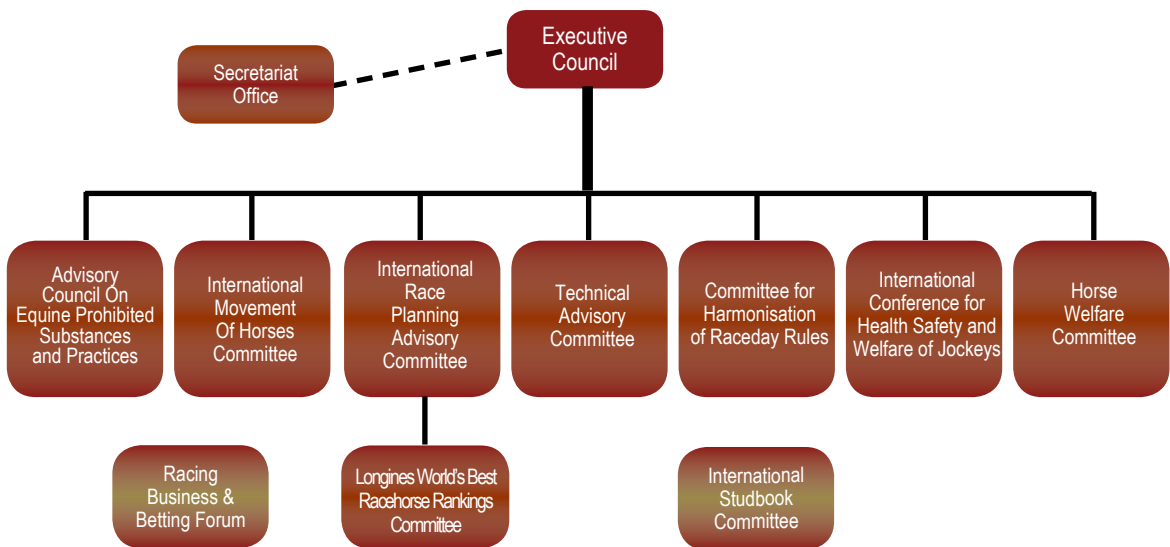 Executive
Council
Secretariat
Office
Advisory
Council On
Equine Prohibited
Substances
and Practices
International
Movement
Of Horses
Committee
International
Race
Planning
Advisory
Committee
Technical
Advisory
Committee
Committee for
Harmonisation
of Raceday Rules
International
Conference for
Health Safety and
Welfare of Jockeys
Horse
Welfare
Committee
Racing
Business &
Betting Forum
Longines World's Best
Racehorse Rankings
Committee
International
Studbook
Committee